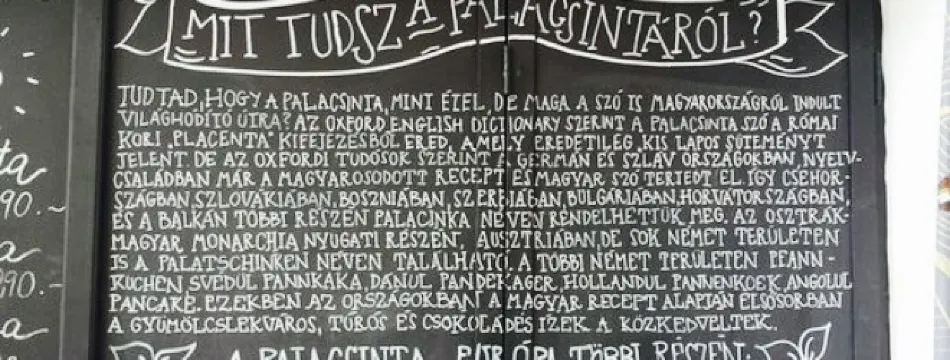 MIT TUDSZ A PALACSINTÁRÓL?
TUDTAD, HOGY A PALACSINTA, MINT ÉTEL, DE MAGA A SZÓ IS MAGYARORSZÁGRÓL INDULT
VILÁGHÓDÍTÓ ÚTRA? AZ OXFORD ENGLISH DICTIONARY SZERINT A PALACSINTA SZÓ A RÓMAI
KORI „PLACENTA" KIFEJEZÉSBŐL ERED, AMELY EREDETILEG KIS LAPOS SÜTEMÉNYT
JELENT. DE AZ OXFORDI TUDÓSOK SZERINT A GERMÁN ÉS SZLÁV ORSZÁGOKBAN, NYELV-
CSALÁDBAN MÁR A MAGYAROSODOTT RECEPT ÉS MAGYAR SZÓ TERJEDT EL. ÍGY CSEHOR-
SZÁGBAN, SZLOVÁKIÁBAN, BOSZNIÁBAN, SZERBIÁBAN, BULGÁRIÁBAN, HORVÁTORSZÁGBAN,
ÉS A BALKÁN TÖBBI RÉSZÉN PALACINKA NÉVEN RENDELHETJÜK MEG. AZ OSZTRÁK-
MAGYAR MONARCHIA NYUGATI RÉSZÉN, AUSZTRIÁBAN, DE SOK NÉMET TERÜLETEN
IS A PALATSCHINKEN NÉVEN TALÁLHATÓ. A TÖBBI NÉMET TERÜLETEN PFANN-
KUCHEN SVÉDÜL PANNKAKA, DÁNUL PANDEKAGER, HOLLANDUL PANNENKOEK, ANGOLUL
PANCAKE. EZEKBEN AZ ORSZÁGOKBAN A MAGYAR RECEPT ALAPJÁN ELSŐSORBAN
A GYÜMÖLCSLEKVÁROS, TÚRÓS ÉS CSOKOLÁDÉS ÍZEK A KÖZKEDVELTEK.
A PALACSINTA EURÓPA TÖBBI RÉSZÉN.
90.-
890.-